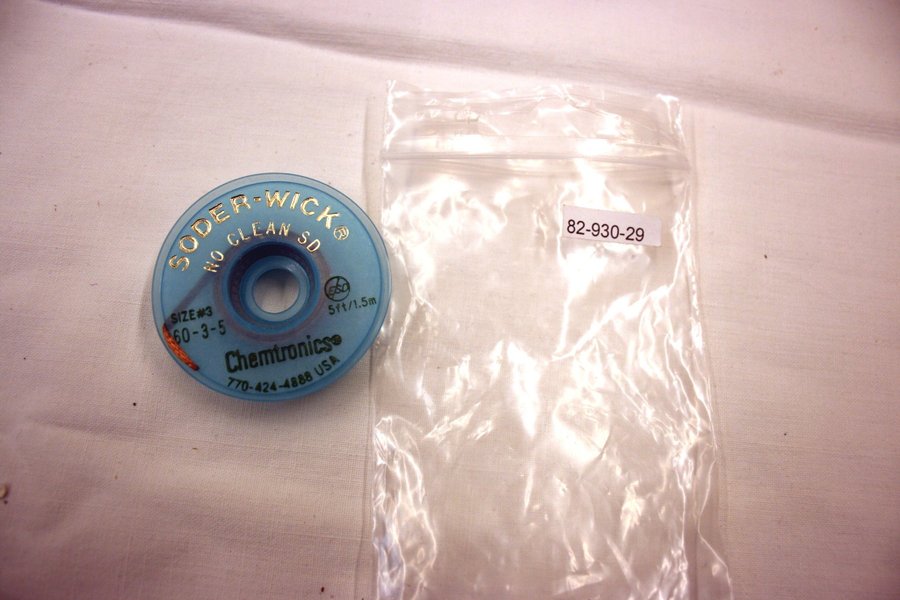 SODER-WICK®
NO CLEAN SD
ESD
5ft/1.5m
SIZE#3
60-3-5
Chemtronics®
770-424-4888 USA
82-930-29